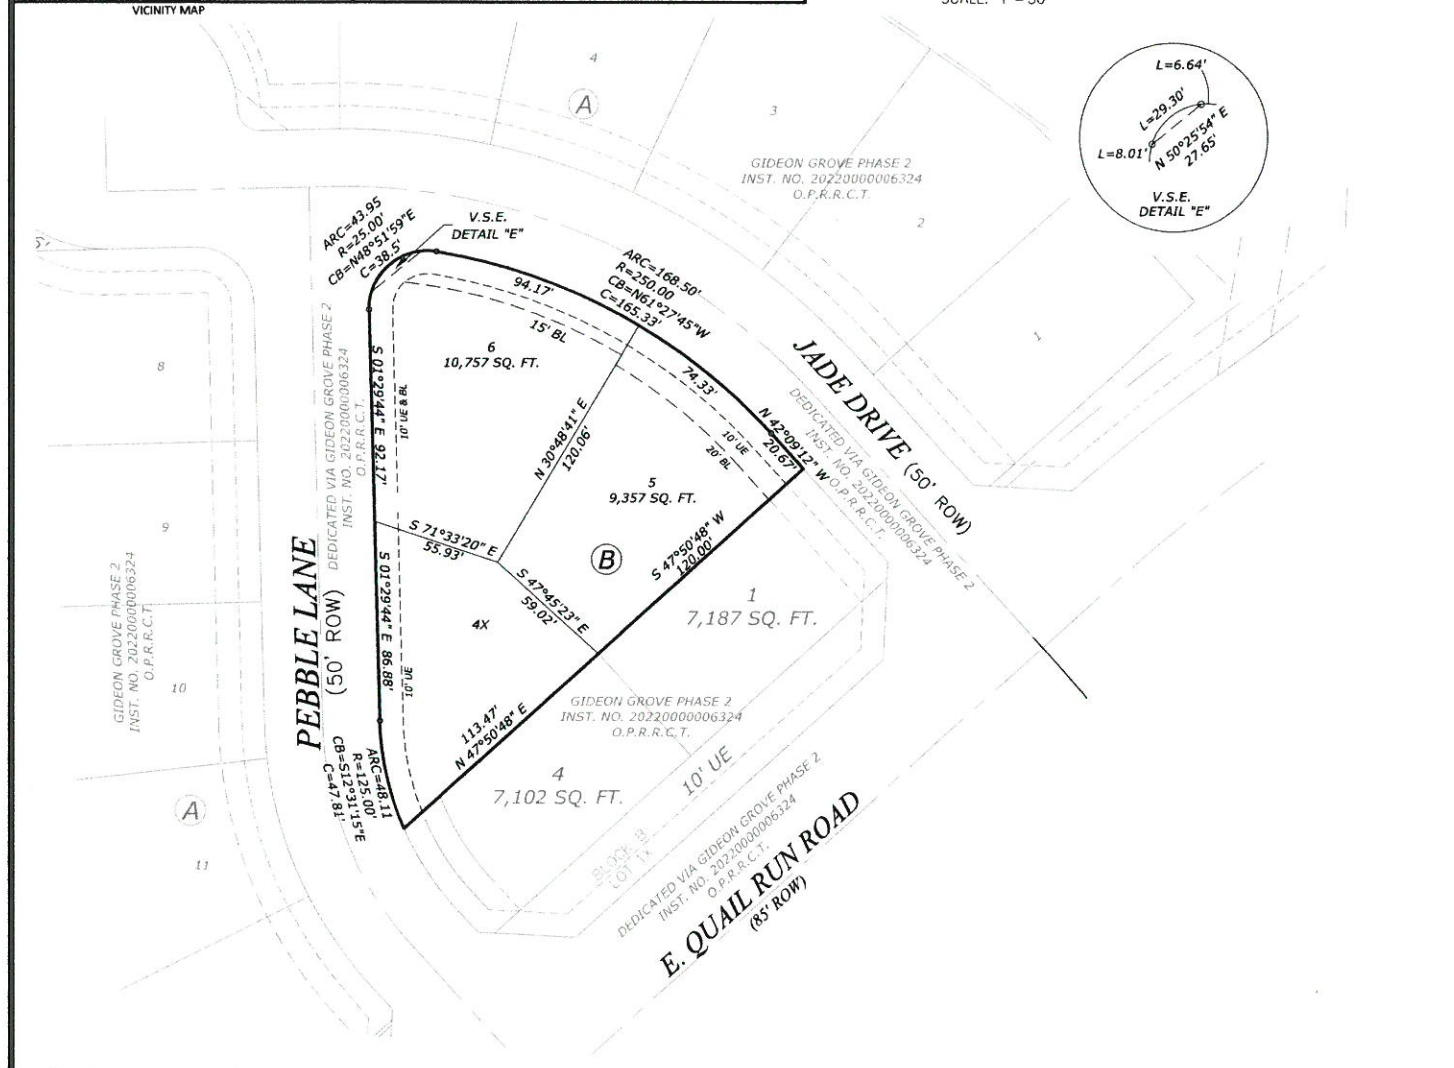 VICINITY MAP
4
A
3
GIDEON GROVE PHASE 2
INST. NO. 20220000006324
O.P.R.R.C.T.
2
1
L=6.64'
L=29.30'
L=8.01'
N 50°25'54" E
27.65'
V.S.E.
DETAIL "E"
ARC=43.95
R=25.00'
CB=N48°51'59"E
C=38.5'
V.S.E.
DETAIL "E"
ARC=168.50'
R=250.00
CB=N61°27'45"W
C=165.33'
94.17'
15' BL
6
10,757 SQ. FT.
74.33'
JADE DRIVE (50' ROW)
DEDICATED VIA GIDEON GROVE PHASE 2
INST. NO. 20220000006324
O.P.R.R.C.T.
N 42°09'12" W
20.67'
10' UE
20' BL
S 01°29'44" E 92.17'
10' UE & BL
DEDICATED VIA GIDEON GROVE PHASE 2
INST. NO. 20220000006324
O.P.R.R.C.T.
N 30°48'41" E
120.06'
5
9,357 SQ. FT.
8
9
10
A
11
GIDEON GROVE PHASE 2
INST. NO. 20220000006324
O.P.R.R.C.T.
PEBBLE LANE
(50' ROW)
S 71°33'20" E
55.93'
B
S 47°50'48" W
120.00'
S 47°45'23" E
59.02'
4X
S 01°29'44" E 86.88'
10' UE
1
7,187 SQ. FT.
GIDEON GROVE PHASE 2
INST. NO. 20220000006324
O.P.R.R.C.T.
113.47'
N 47°50'48" E
ARC=48.11
R=125.00'
CB=S12°31'15"E
C=47.81'
4
7,102 SQ. FT.
10' UE
BLOCK B
LOT 1X
DEDICATED VIA GIDEON GROVE PHASE 2
INST. NO. 20220000006324
O.P.R.R.C.T.
E. QUAIL RUN ROAD
(85' ROW)